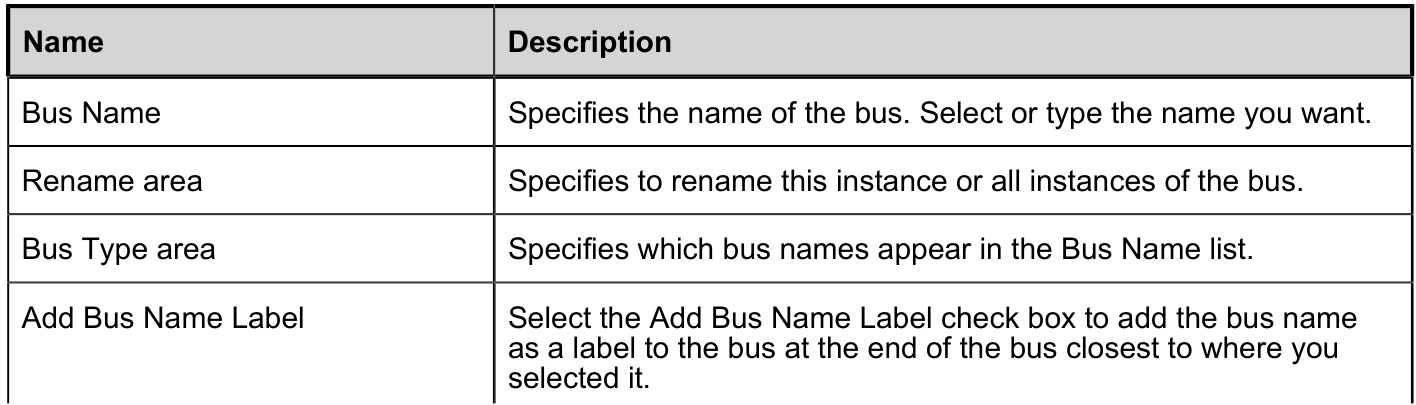 Name Description
Bus Name Specifies the name of the bus. Select or type the name you want.
Rename area Specifies to rename this instance or all instances of the bus.
Bus Type area Specifies which bus names appear in the Bus Name list.
Add Bus Name Label Select the Add Bus Name Label check box to add the bus name
as a label to the bus at the end of the bus closest to where you
selected it.